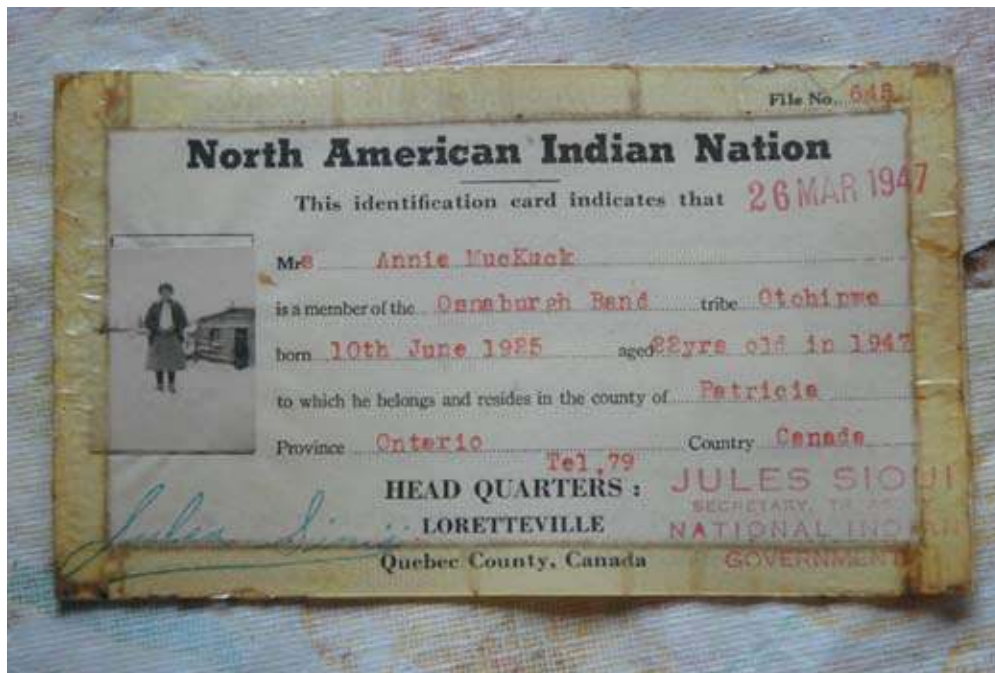 File No. 648
North American Indian Nation
This identification card indicates that 26 MAR 1947
Mrs Annie MucKuck
is a member of the Osnaburgh Band tribe Otchipwe
born 10th June 1925 aged 22yrs old in 1947
to which he belongs and resides in the county of Patricia
Province Ontario Country Canada
Tel.79
HEAD QUARTERS : JULES SIOUI
LORETTEVILLE SECRETARY,
Jules Sioui NATIONAL INDIAN
Quebec County, Canada GOVERNMENT